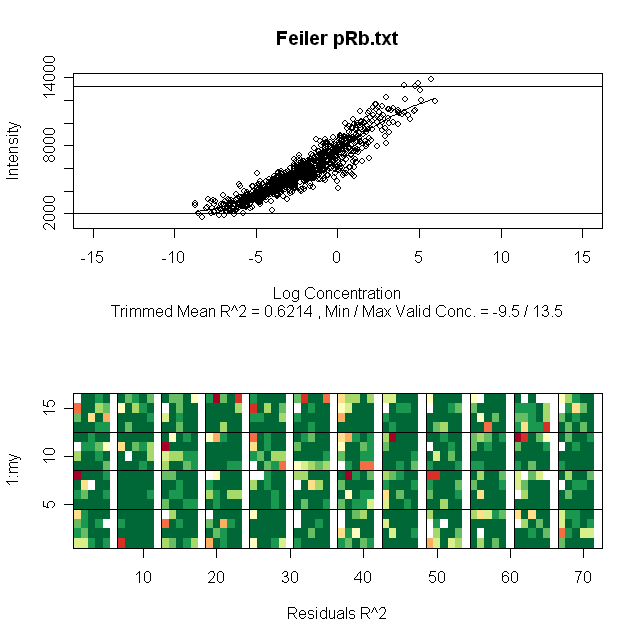 Feiler pRb.txt
14000
8000
2000
Intensity
-15 -10 -5 0 5 10 15
Log Concentration
Trimmed Mean R^2 = 0.6214 , Min / Max Valid Conc. = -9.5 / 13.5
15
10
5
1:my
10 20 30 40 50 60 70
Residuals R^2